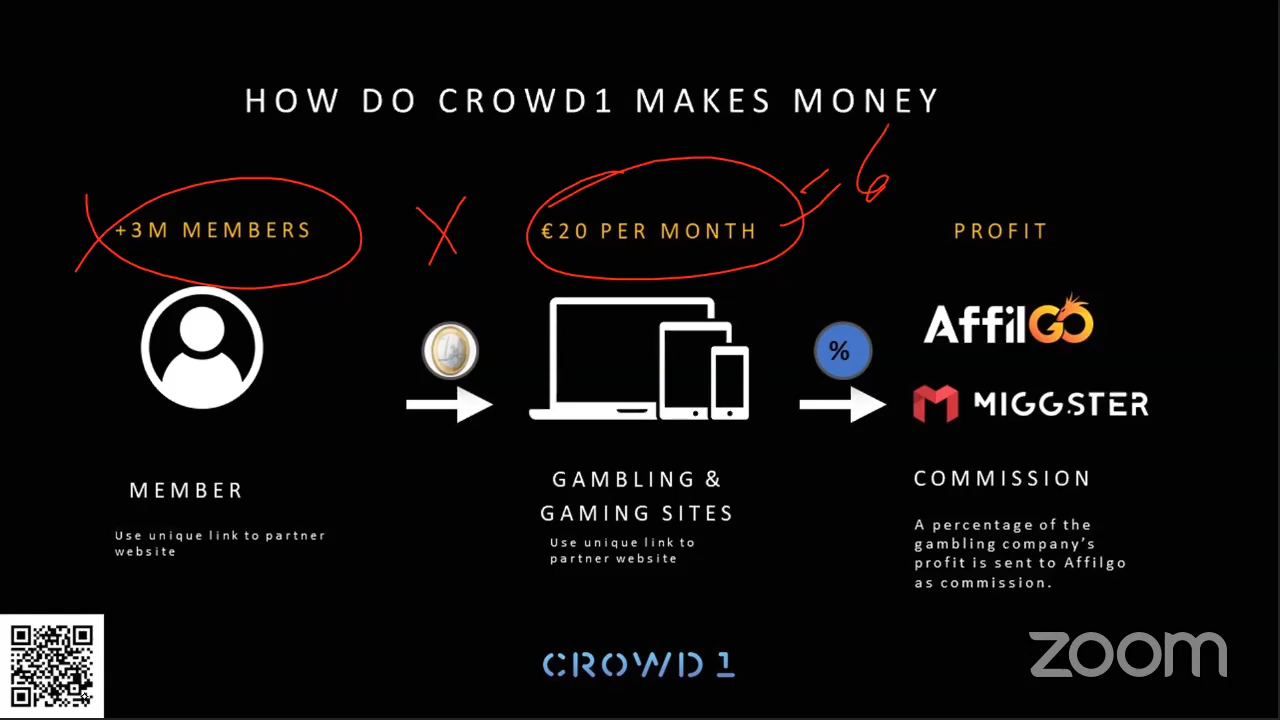 HOW DO CROWD1 MAKES MONEY
= 6
+3M MEMBERS
X
€20 PER MONTH
PROFIT
AffilGO
%
MIGGSTER
MEMBER
Use unique link to partner
website
GAMBLING &
GAMING SITES
Use unique link to
partner website
COMMISSION
A percentage of the
gambling company’s
profit is sent to Affilgo
as commission.
CROWD1
zoom